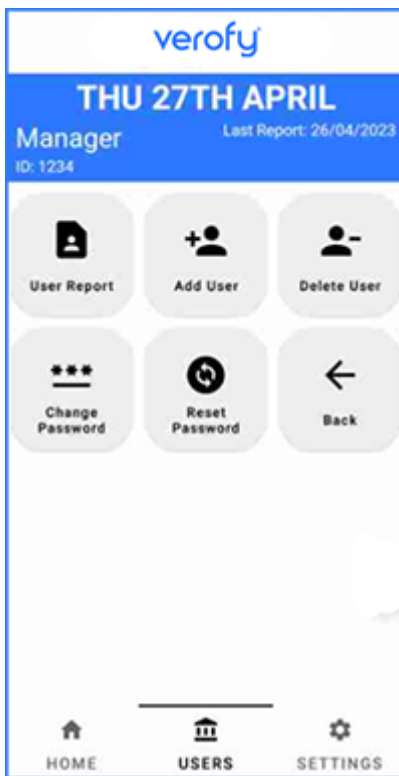 verofy
THU 27TH APRIL
Manager
Last Report: 26/04/2023
ID: 1234
User Report
Add User
Delete User
Change
Password
Reset
Password
Back
HOME
USERS
SETTINGS